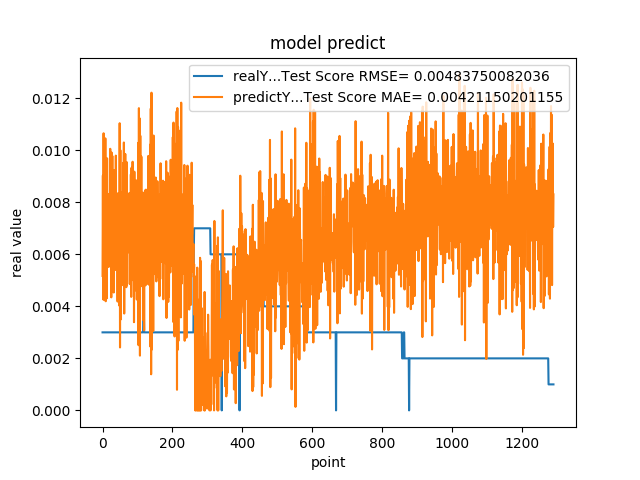 model predict
realY...Test Score RMSE= 0.00483750082036
predictY...Test Score MAE= 0.00421150201155
0.012
0.010
0.008
0.006
0.004
0.002
0.000
real value
0 200 400 600 800 1000 1200
point